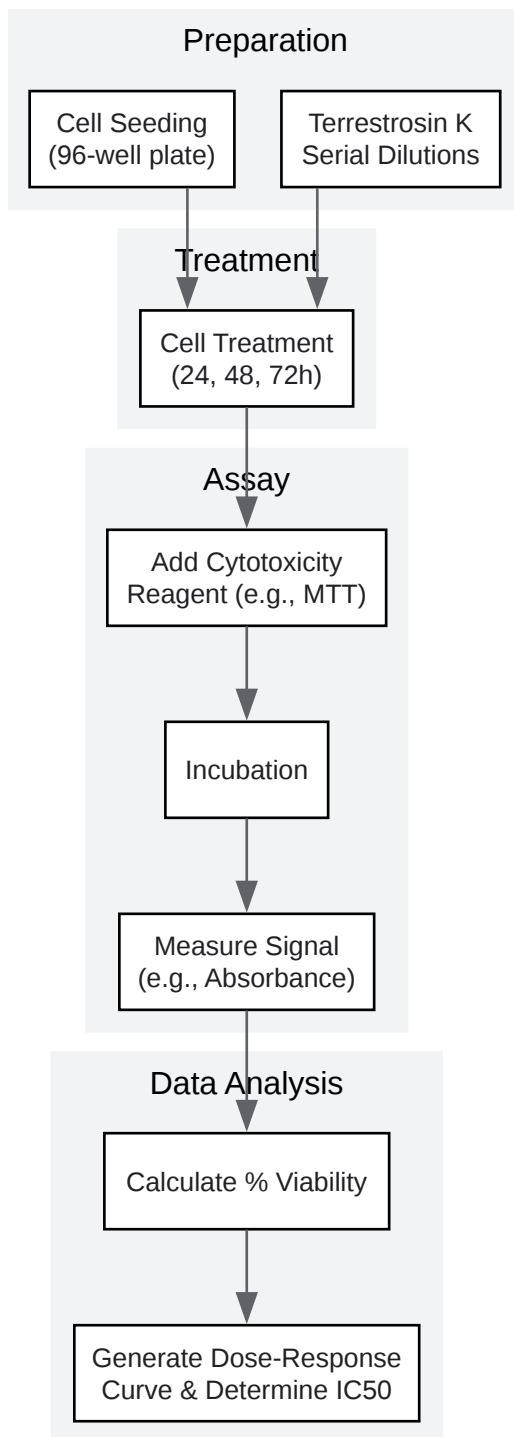 Preparation
Cell Seeding
(96-well plate)
Terrestrosin K
Serial Dilutions
Treatment
Cell Treatment
(24, 48, 72h)
Assay
Add Cytotoxicity
Reagent (e.g., MTT)
Incubation
Measure Signal
(e.g., Absorbance)
Data Analysis
Calculate % Viability
Generate Dose-Response
Curve & Determine IC50